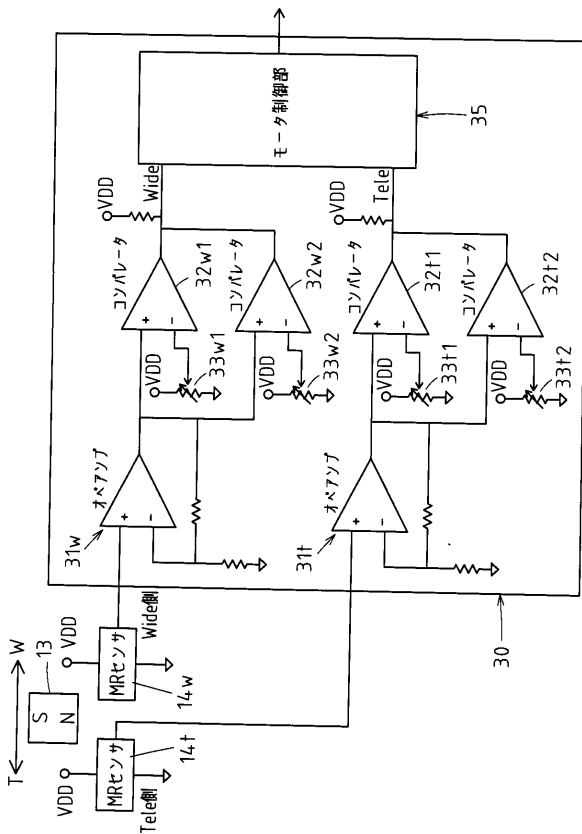 T
W
13
S
N
VDD
MRセンサ
Wide側
14w
VDD
MRセンサ
Tele側
14t
31w
オペアンプ
+
−
コンパレータ
+
−
32w1
VDD
33w1
コンパレータ
+
−
32w2
VDD
33w2
VDD
Wide
モータ制御部
35
31t
オペアンプ
+
−
コンパレータ
+
−
32t1
VDD
33t1
コンパレータ
+
−
32t2
VDD
33t2
VDD
Tele
30